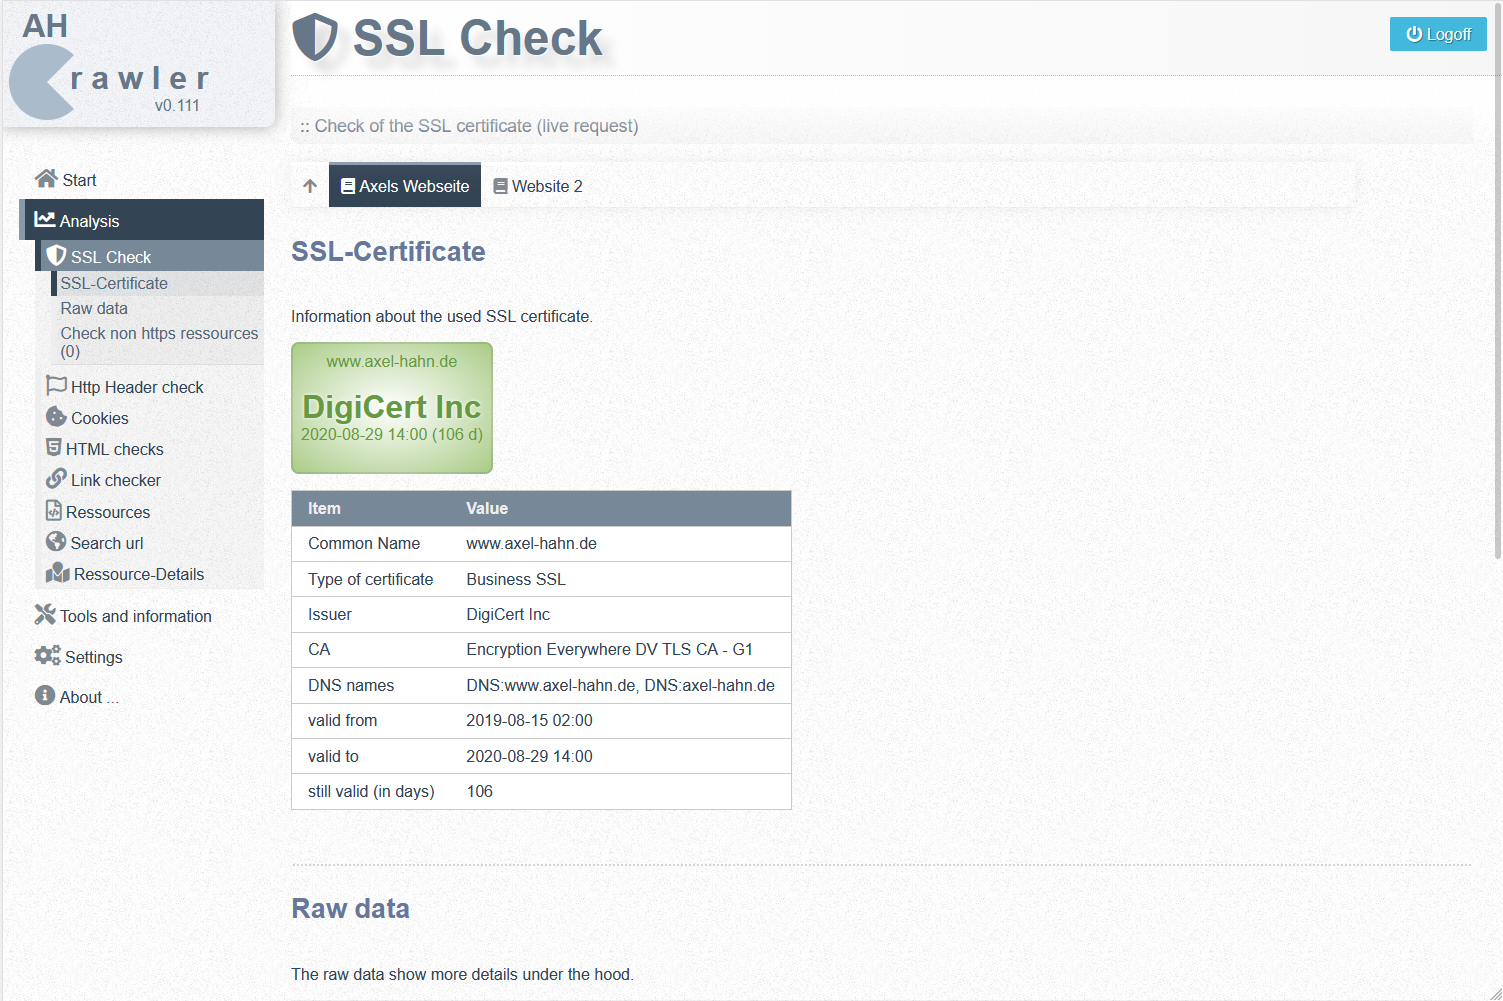 AH
rawler
v0.111
SSL Check
Logoff
:: Check of the SSL certificate (live request)
Start
Analysis
SSL Check
SSL-Certificate
Raw data
Check non https ressources
(0)
Http Header check
Cookies
HTML checks
Link checker
Ressources
Search url
Ressource-Details
Tools and information
Settings
About ...
Axels Webseite
Website 2
SSL-Certificate
Information about the used SSL certificate.
www.axel-hahn.de
DigiCert Inc
2020-08-29 14:00 (106 d)
Item Value
Common Name www.axel-hahn.de
Type of certificate Business SSL
Issuer DigiCert Inc
CA Encryption Everywhere DV TLS CA - G1
DNS names DNS:www.axel-hahn.de, DNS:axel-hahn.de
valid from 2019-08-15 02:00
valid to 2020-08-29 14:00
still valid (in days) 106
Raw data
The raw data show more details under the hood.